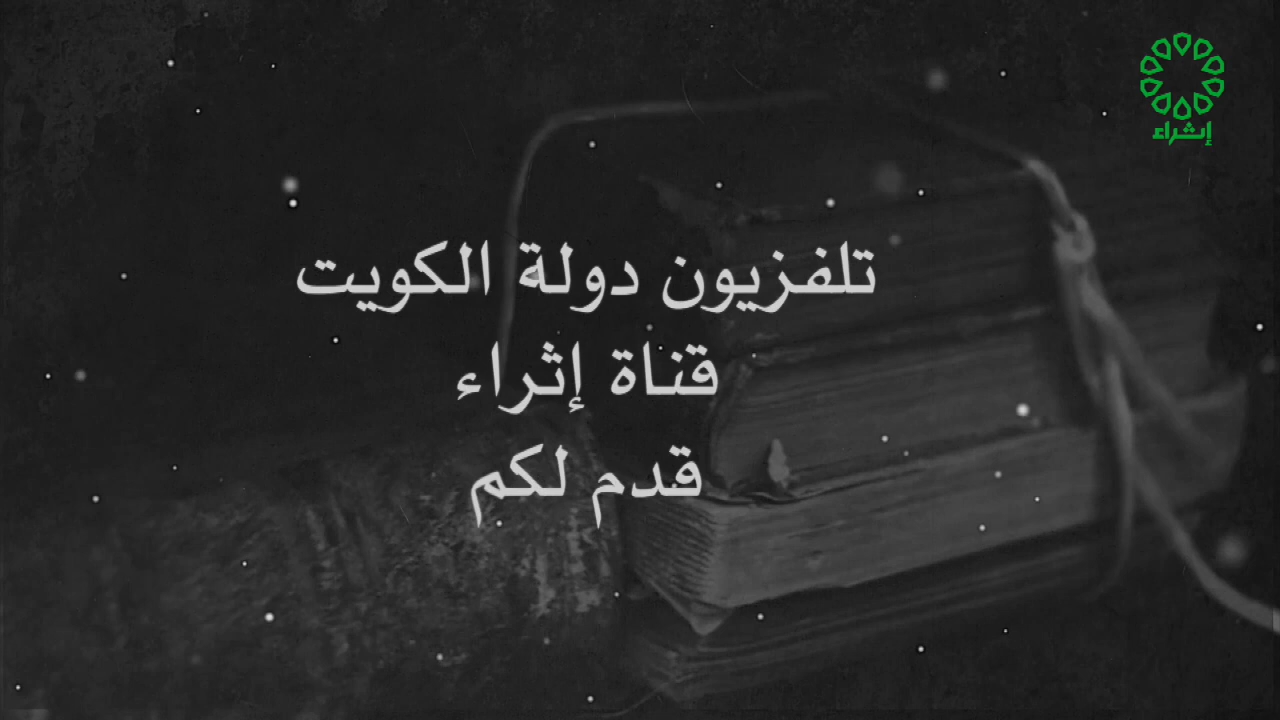 إثراء
تلفزيون دولة الكويت
قناة إثراء
قدم لكم